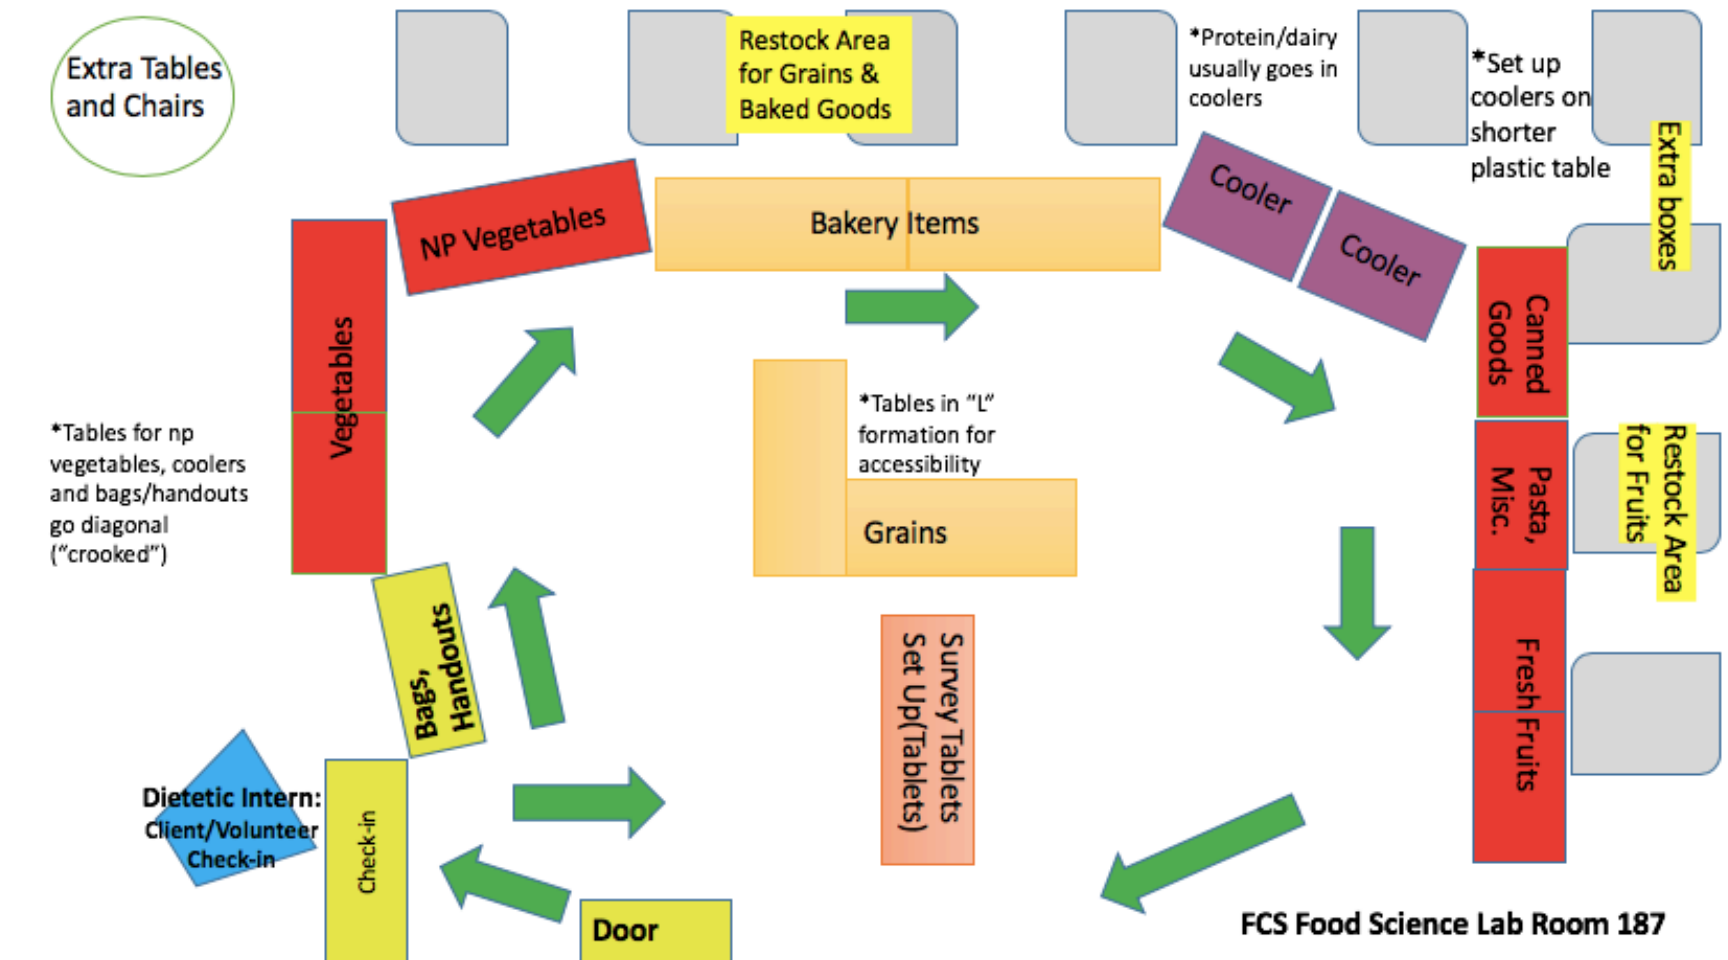 Extra Tables
and Chairs
Restock Area
for Grains &
Baked Goods
*Protein/dairy
usually goes in
coolers
*Set up
coolers on
shorter
plastic table
Extra boxes
NP Vegetables
Bakery Items
Cooler
Cooler
Vegetables
*Tables for np
vegetables, coolers
and bags/handouts
go diagonal
("crooked")
*Tables in "L"
formation for
accessibility
Grains
Canned
Goods
Pasta,
Misc.
Restock Area
for Fruits
Fresh Fruits
Bags,
Handouts
Survey Tablets
Set Up(Tablets)
Dietetic Intern:
Client/Volunteer
Check-in
Check-in
Door
FCS Food Science Lab Room 187